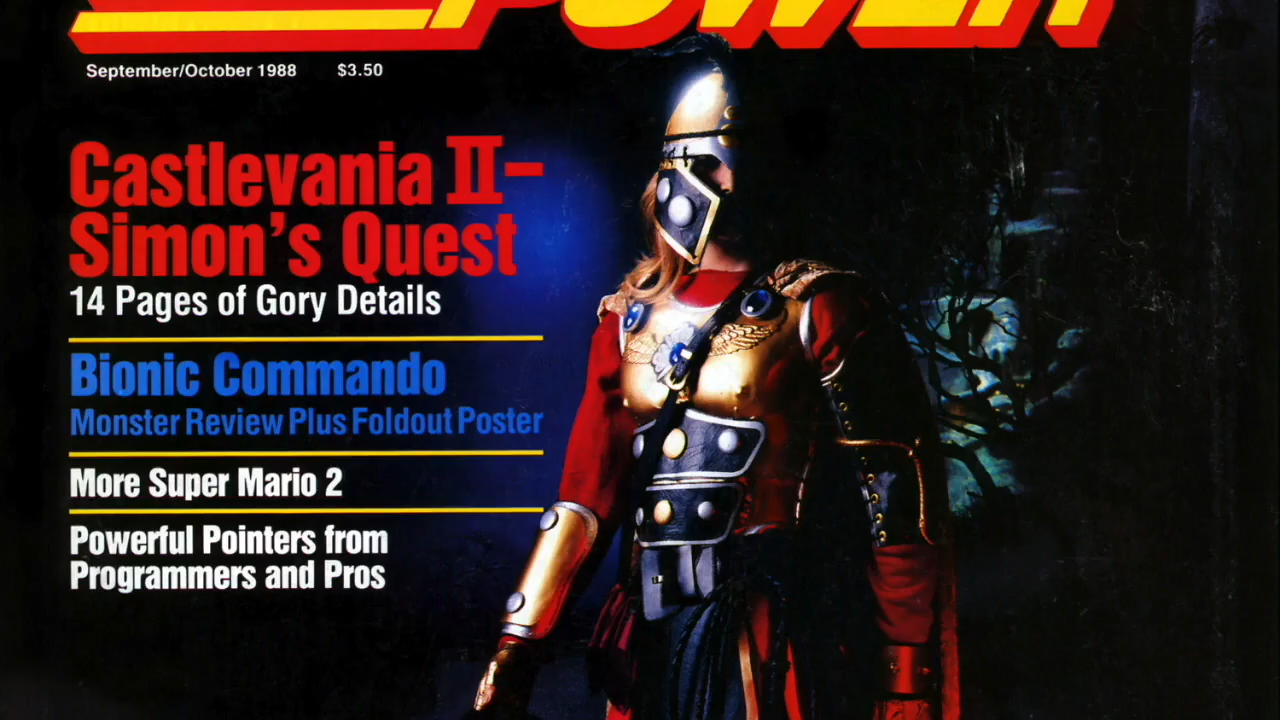 POWER
September/October 1988 $3.50
Castlevania II-
Simon's Quest
14 Pages of Gory Details
Bionic Commando
Monster Review Plus Foldout Poster
More Super Mario 2
Powerful Pointers from
Programmers and Pros